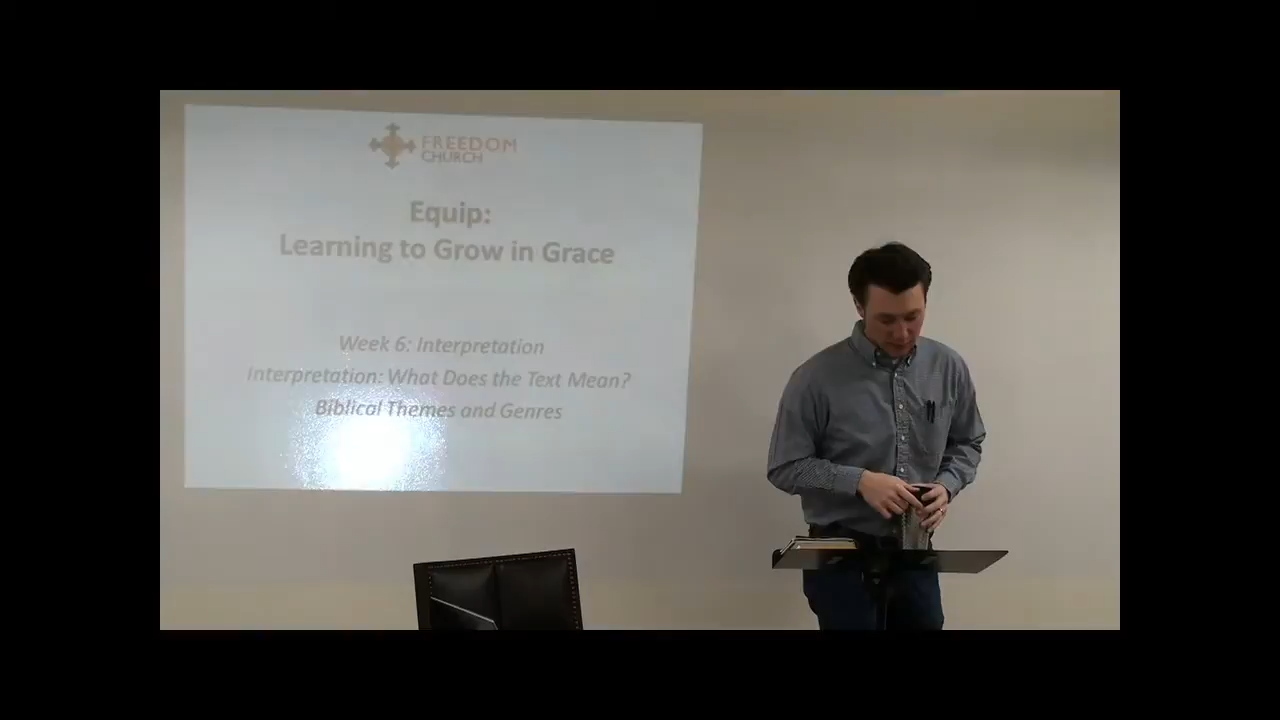 FREEDOM
CHURCH
Equip:
Learning to Grow in Grace
Week 6: Interpretation
Interpretation: What Does the Text Mean?
Biblical Themes and Genres